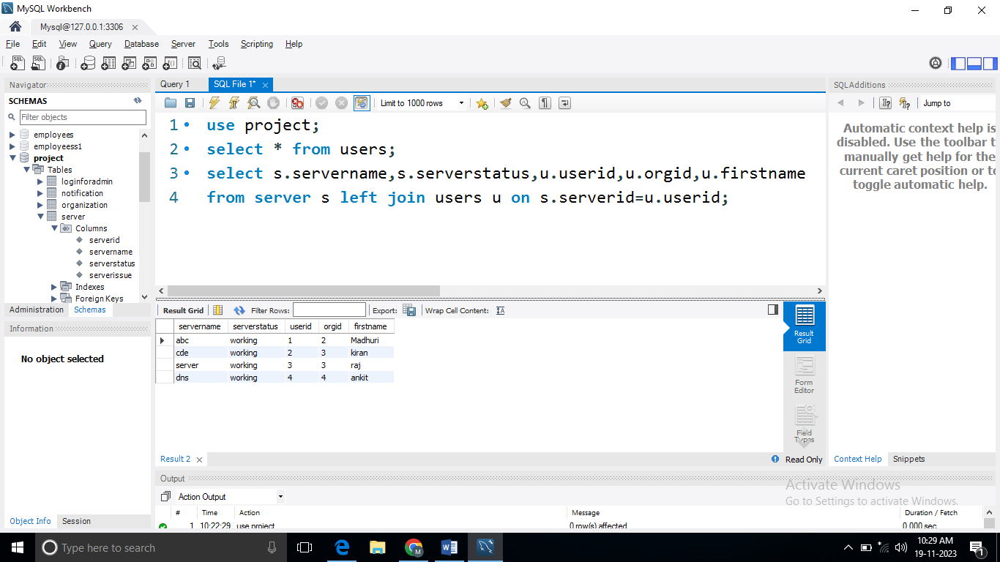 MySQL Workbench
Mysql@127.0.0.1:3306
File Edit View Query Database Server Tools Scripting Help
Navigator
SCHEMAS
Filter objects
employees
employeess1
project
Tables
loginforadmin
notification
organization
server
Columns
serverid
servername
serverstatus
serverissue
Indexes
Foreign Keys
Administration Schemas
Information
No object selected
Object Info Session
Query 1 SQL File 1*
Limit to 1000 rows
1 use project;
2 select * from users;
3 select s.servername,s.serverstatus,u.userid,u.orgid,u.firstname
4 from server s left join users u on s.serverid=u.userid;
Result Grid Filter Rows: Export: Wrap Cell Content:
servername serverstatus userid orgid firstname
abc working 1 2 Madhuri
cde working 2 3 kiran
server working 3 3 raj
dns working 4 4 ankit
Result
Grid
Form
Editor
Field
Types
Result 2 Read Only
SQLAdditions
Jump to
Automatic context help is
disabled. Use the toolbar t
manually get help for the
current caret position or to
toggle automatic help.
Context Help Snippets
Output
Action Output
# Time Action Message Duration / Fetch
1 10:22:29 use project 0 row(s) affected 0.000 sec
Activate Windows
Go to Settings to activate Windows.
Type here to search
10:29 AM
19-11-2023
1